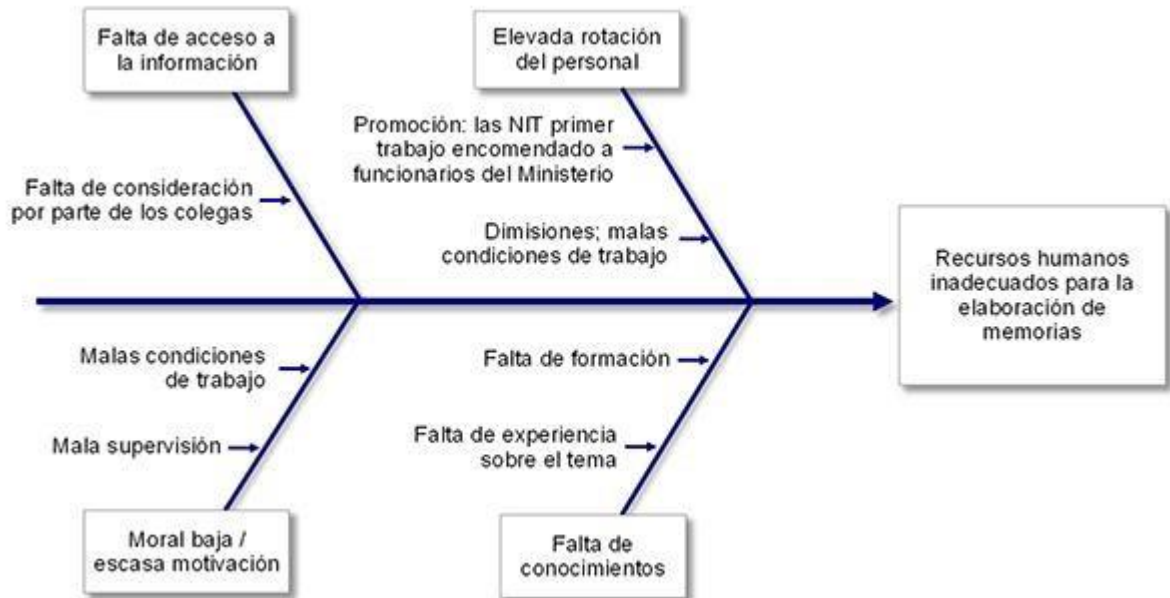 Falta de acceso a
la información
Elevada rotación
del personal
Promoción: las NIT primer
trabajo encomendado a
funcionarios del Ministerio
Falta de consideración
por parte de los colegas
Dimisiones; malas
condiciones de trabajo
Recursos humanos
inadecuados para la
elaboración de
memorias
Malas condiciones
de trabajo
Falta de formación
Mala supervisión
Falta de experiencia
sobre el tema
Moral baja /
escasa motivación
Falta de
conocimientos